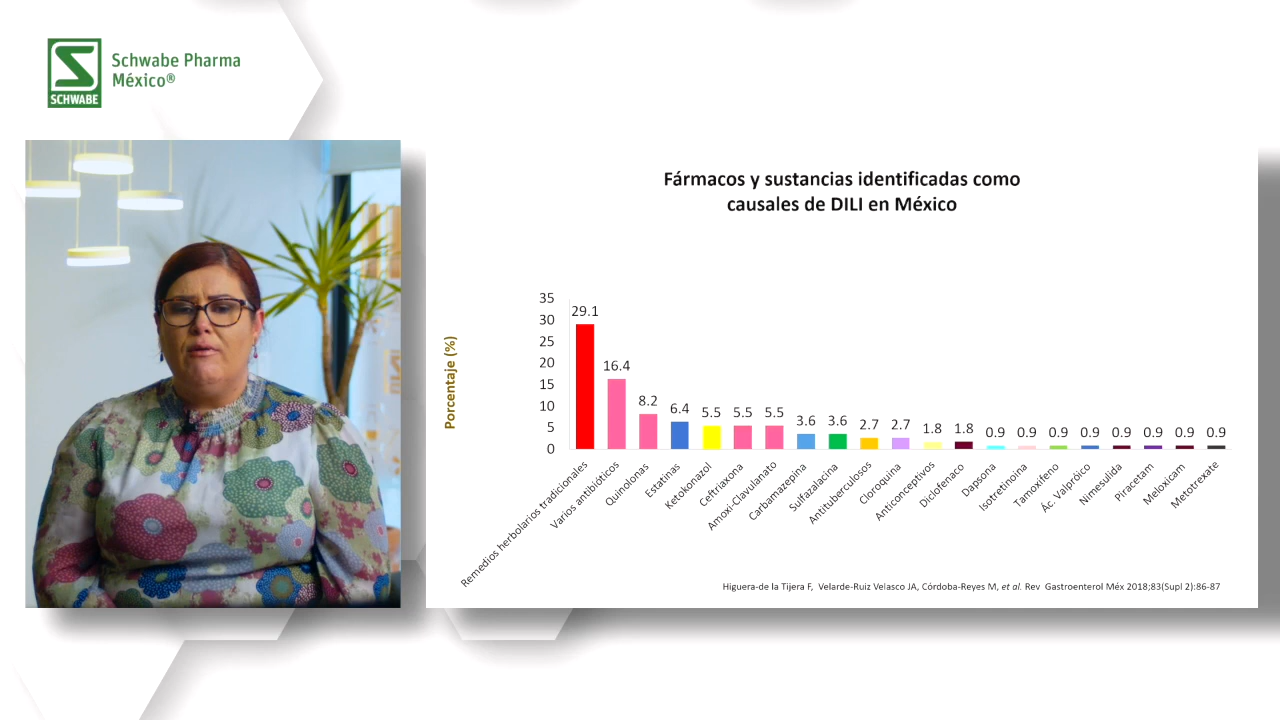 Schwabe Pharma
México®
SCHWABE
Fármacos y sustancias identificadas como
causales de DILI en México
Porcentaje (%)
35
30
25
20
15
10
5
0
29.1
16.4
8.2
6.4
5.5
5.5
5.5
3.6
3.6
2.7
2.7
1.8
1.8
0.9
0.9
0.9
0.9
0.9
0.9
0.9
0.9
Remedios herbolarios tradicionales
Varios antibióticos
Quinolonas
Estatinas
Ketokonazol
Ceftriaxona
Amoxi-Clavulanato
Carbamazepina
Sulfazalacina
Antituberculosos
Cloroquina
Anticonceptivos
Diclofenaco
Dapsona
Isotretinoina
Tamoxifeno
Ác. Valpróico
Nimesulida
Piracetam
Meloxicam
Metotrexate
Higuera-de la Tijera F, Velarde-Ruiz Velasco JA, Córdoba-Reyes M, et al. Rev Gastroenterol Méx 2018;83(Supl 2):86-87